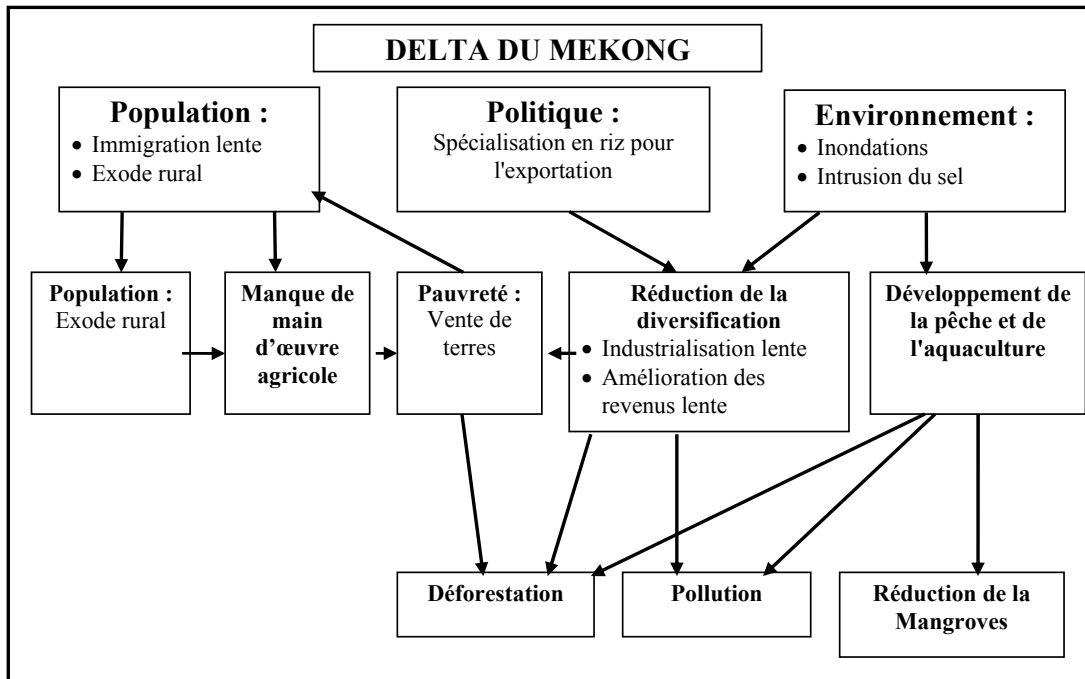 DELTA DU MEKONG
Population :
• Immigration lente
• Exode rural
Politique :
Spécialisation en riz pour
l'exportation
Environnement :
• Inondations
• Intrusion du sel
Population :
Exode rural
Manque de
main
d’œuvre
agricole
Pauvreté :
Vente de
terres
Réduction de la
diversification
• Industrialisation lente
• Amélioration des
revenus lente
Développement de
la pêche et de
l'aquaculture
Déforestation
Pollution
Réduction de la
Mangroves